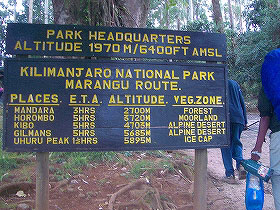 PARK HEADQUARTERS
ALTITUDE 1970 M/6400FT AMSL
KILIMANJARO NATIONAL PARK
MARANGU ROUTE.
PLACES. E.T.A. ALTITUDE. VEG.ZONE.
MANDARA 3HRS 2700M FOREST
HOROMBO 5HRS 3720M MOORLAND
KIBO 5HRS 4703M ALPINE DESERT
GILMANS 5HRS 5685M ALPINE DESERT
UHURU PEAK 1½HRS 5895M ICE CAP